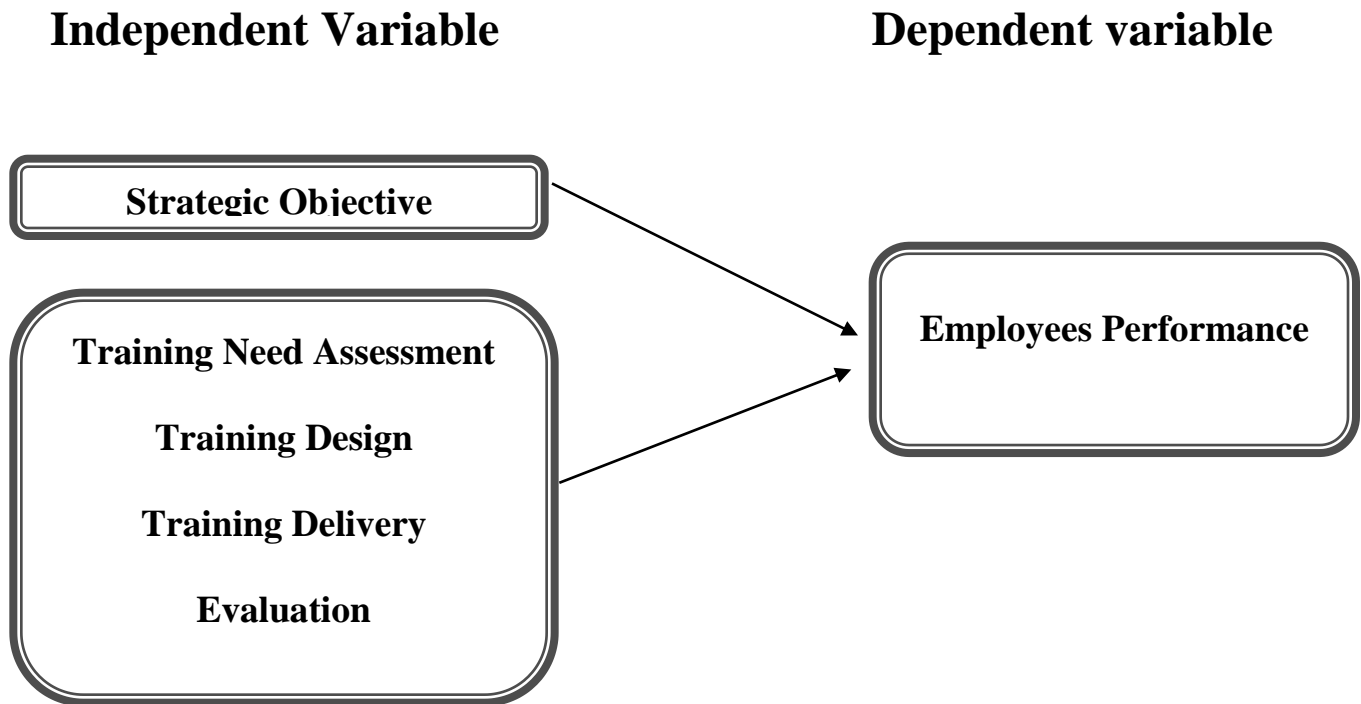 Independent Variable
Dependent variable
Strategic Objective
Training Need Assessment
Training Design
Training Delivery
Evaluation
Employees Performance